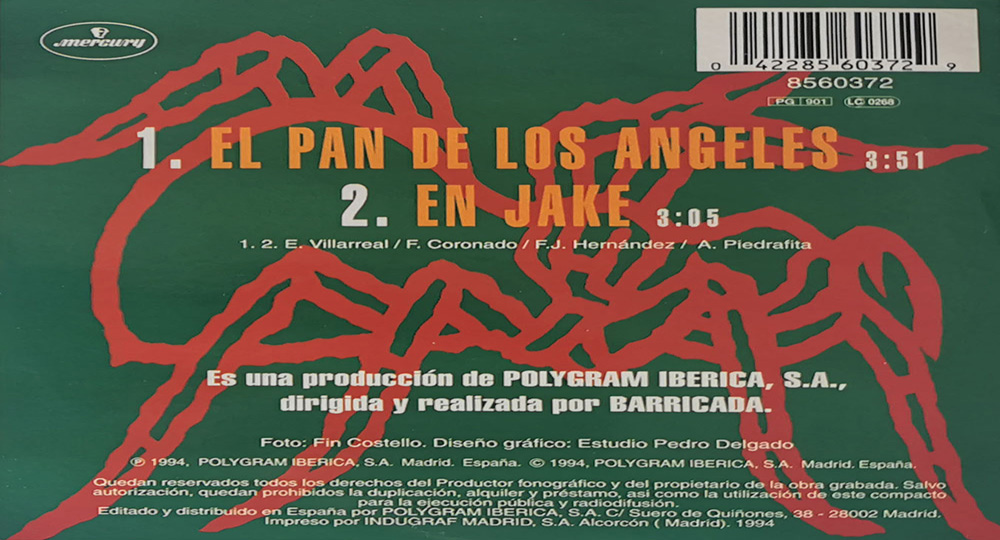 mercury
0 42285 60372 9
8560372
PG 901 LC 0268
1. EL PAN DE LOS ANGELES 3:51
2. EN JAKE 3:05
1. 2. E. Villarreal / F. Coronado / F.J. Hernández / A. Piedrafita
Es una producción de POLYGRAM IBERICA, S.A.,
dirigida y realizada por BARRICADA.
Foto: Fin Costello. Diseño gráfico: Estudio Pedro Delgado
℗ 1994, POLYGRAM IBERICA, S.A. Madrid. España. © 1994, POLYGRAM IBERICA, S.A. Madrid. España.
Quedan reservados todos los derechos del Productor fonográfico y del propietario de la obra grabada. Salvo
autorización, quedan prohibidos la duplicación, alquiler y préstamo, asi como la utilización de este compacto
para la ejecución pública y radiodifusión.
Editado y distribuido en España por POLYGRAM IBERICA, S.A. C/ Suero de Quiñones, 38 - 28002 Madrid.
Impreso por INDUGRAF MADRID, S.A. Alcorcón ( Madrid). 1994